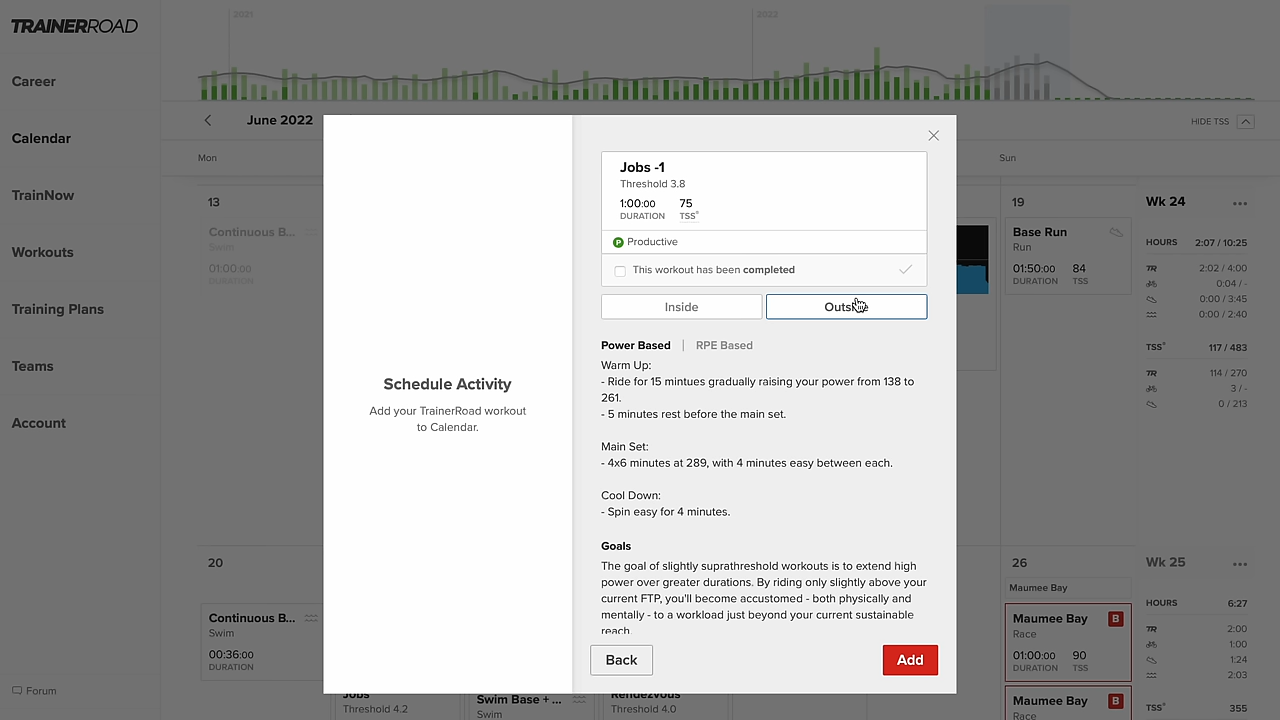 TRAINERROAD
Career
Calendar
TrainNow
Workouts
Training Plans
Teams
Account
Forum
2021
2022
June 2022
HIDE TSS
Mon
Sun
13
Continuous B...
Swim
01:00:00
DURATION
19
Base Run
Run
01:50:00
84
DURATION
TSS
Wk 24
HOURS
2:07 / 10:25
TR
2:02 / 4:00
0:04 / -
0:00 / 3:45
0:00 / 2:40
TSS®
117 / 483
TR
114 / 270
3 / -
0 / 213
Schedule Activity
Add your TrainerRoad workout
to Calendar.
Jobs -1
Threshold 3.8
1:00:00
75
DURATION
TSS®
P Productive
This workout has been completed
Inside
Power Based | RPE Based
Warm Up:
- Ride for 15 mintues gradually raising your power from 138 to
261.
- 5 minutes rest before the main set.
Main Set:
- 4x6 minutes at 289, with 4 minutes easy between each.
Cool Down:
- Spin easy for 4 minutes.
Goals
The goal of slightly suprathreshold workouts is to extend high
power over greater durations. By riding only slightly above your
current FTP, you'll become accustomed - both physically and
mentally - to a workload just beyond your current sustainable
reach.
Back
Add
20
Continuous B...
Swim
00:36:00
DURATION
Jobs
Threshold 4.2
Swim Base + ...
Swim
Rendezvous
Threshold 4.0
26
Maumee Bay
Maumee Bay
B
Race
01:00:00
90
DURATION
TSS
Maumee Bay
B
Race
Wk 25
HOURS
6:27
TR
2:00
1:00
1:24
2:03
TSS®
355